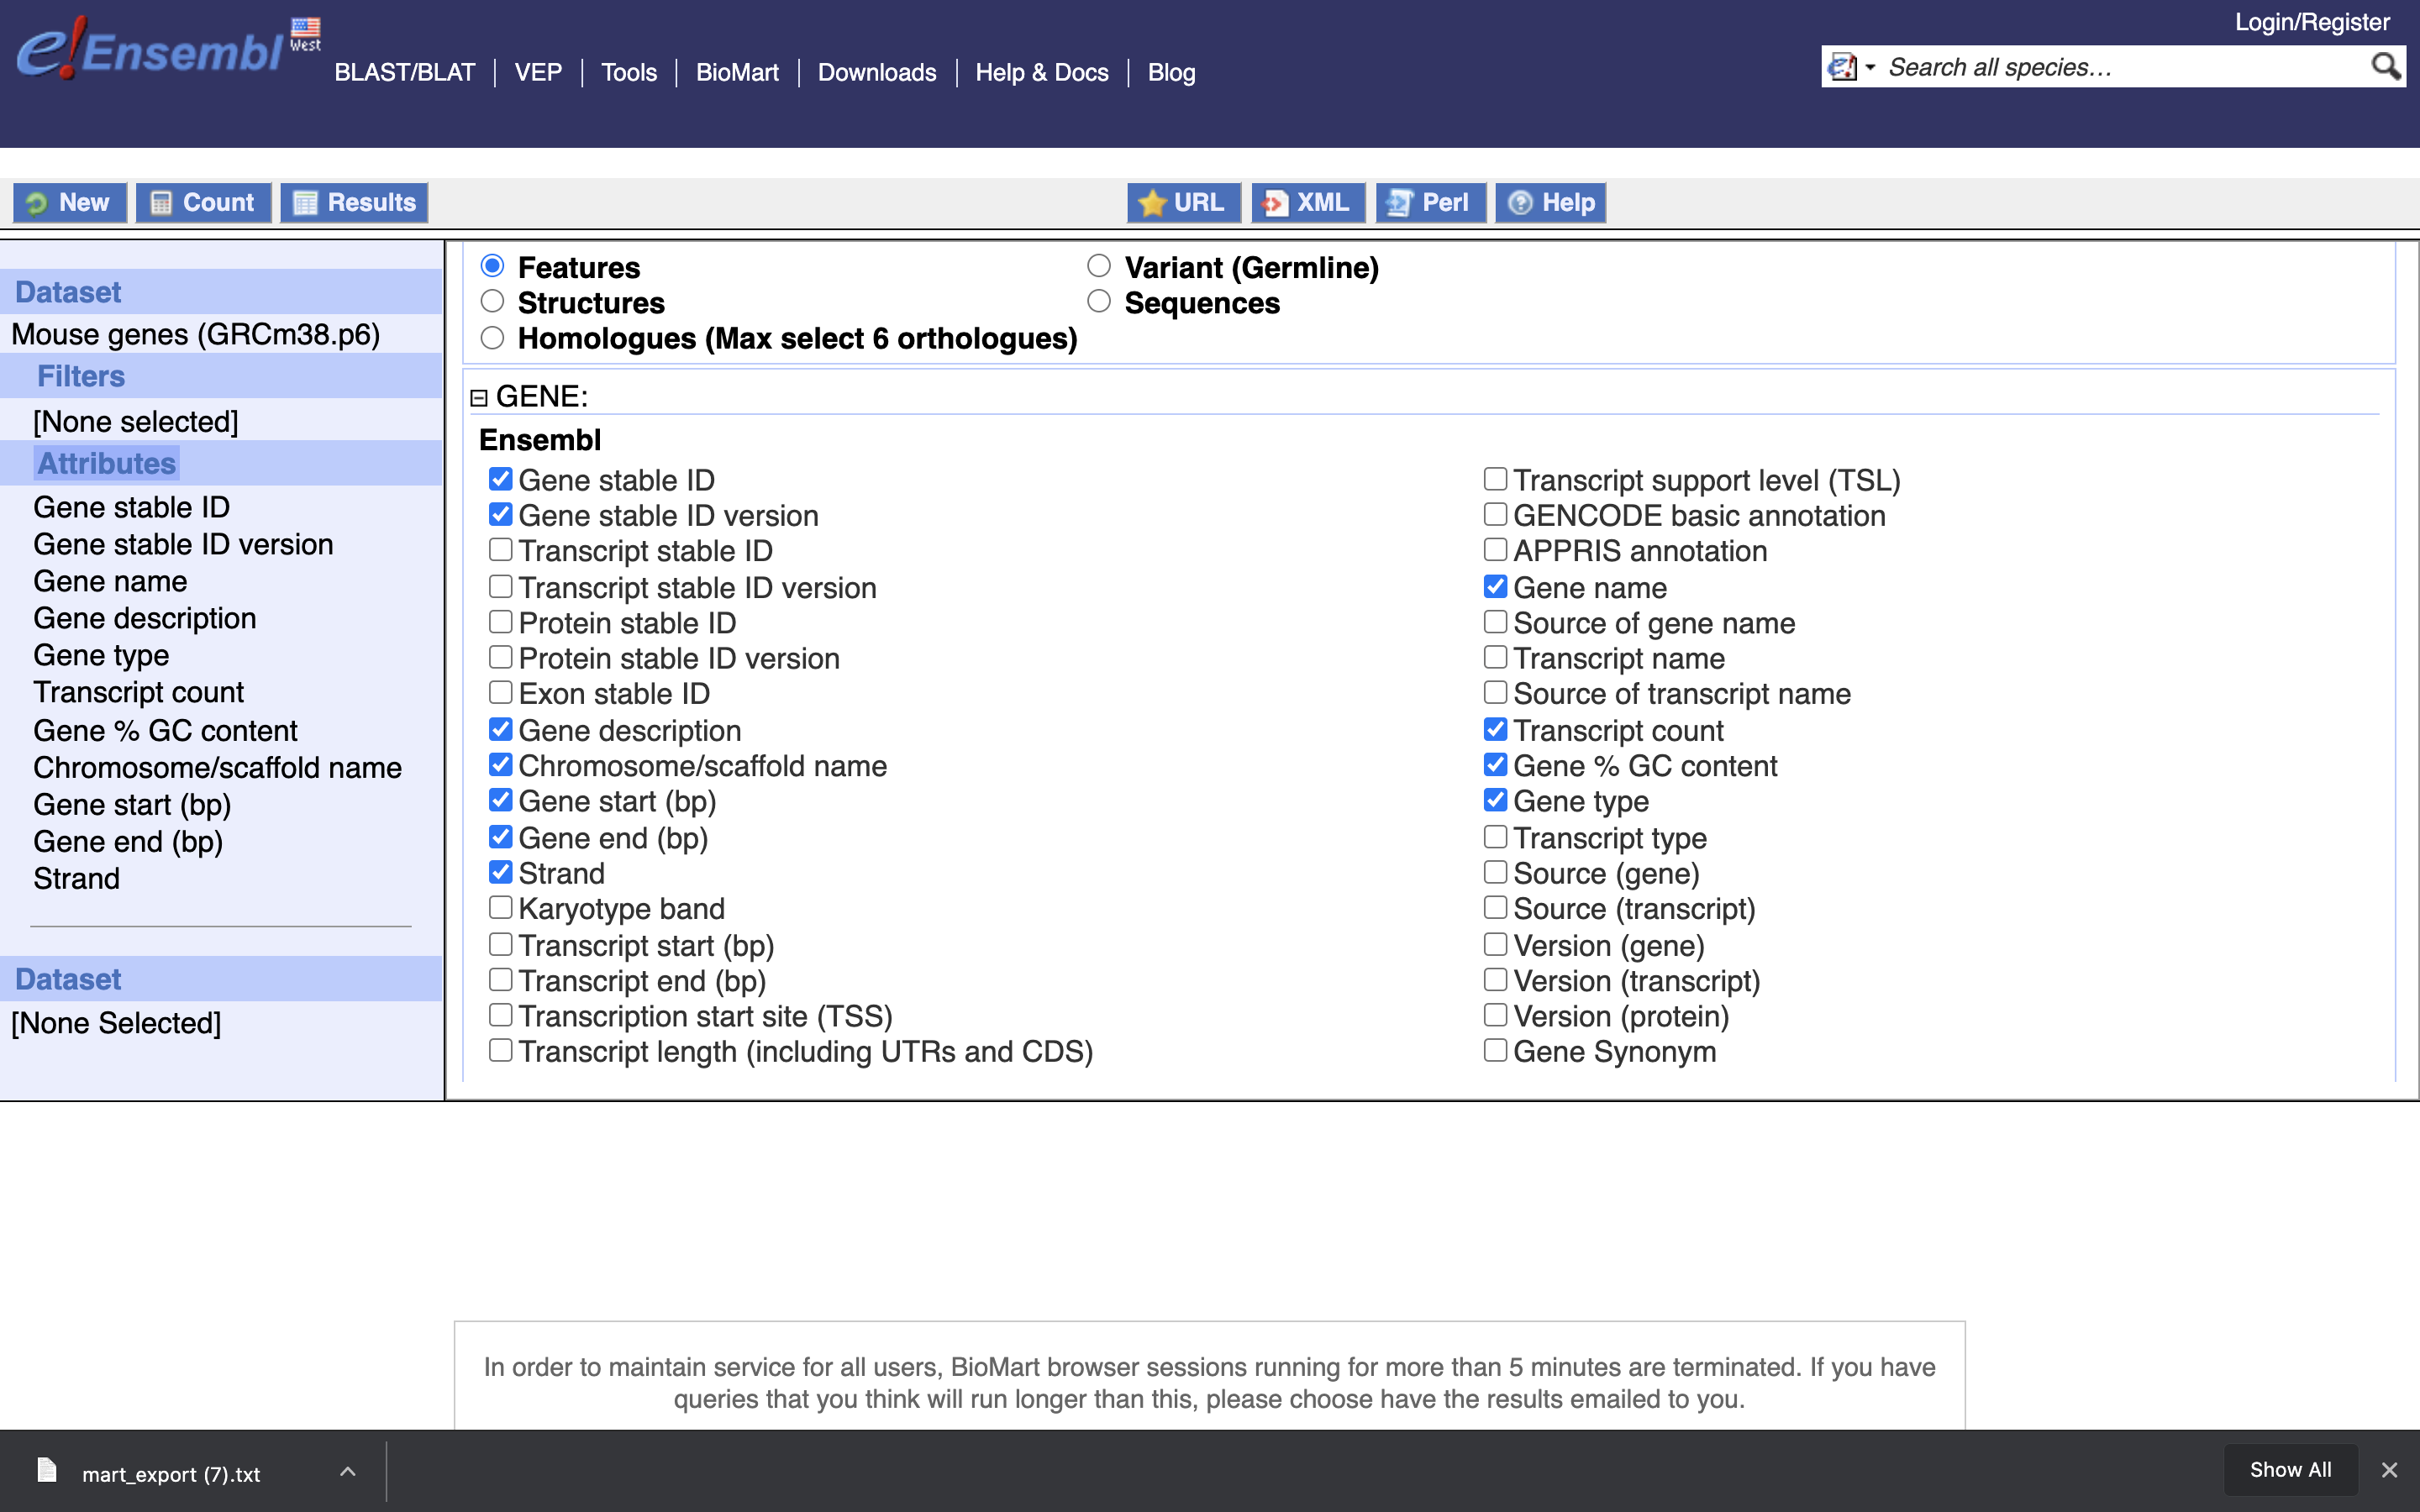 Login/Register
e!Ensembl
West
BLAST/BLAT | VEP | Tools | BioMart | Downloads | Help & Docs | Blog
Search all species...
New
Count
Results
URL
XML
Perl
Help
Dataset
Mouse genes (GRCm38.p6)
Filters
[None selected]
Attributes
Gene stable ID
Gene stable ID version
Gene name
Gene description
Gene type
Transcript count
Gene % GC content
Chromosome/scaffold name
Gene start (bp)
Gene end (bp)
Strand
Dataset
[None Selected]
Features
Structures
Homologues (Max select 6 orthologues)
Variant (Germline)
Sequences
GENE:
Ensembl
Gene stable ID
Gene stable ID version
Transcript stable ID
Transcript stable ID version
Protein stable ID
Protein stable ID version
Exon stable ID
Gene description
Chromosome/scaffold name
Gene start (bp)
Gene end (bp)
Strand
Karyotype band
Transcript start (bp)
Transcript end (bp)
Transcription start site (TSS)
Transcript length (including UTRs and CDS)
Transcript support level (TSL)
GENCODE basic annotation
APPRIS annotation
Gene name
Source of gene name
Transcript name
Source of transcript name
Transcript count
Gene % GC content
Gene type
Transcript type
Source (gene)
Source (transcript)
Version (gene)
Version (transcript)
Version (protein)
Gene Synonym
In order to maintain service for all users, BioMart browser sessions running for more than 5 minutes are terminated. If you have
queries that you think will run longer than this, please choose have the results emailed to you.
mart_export (7).txt
Show All